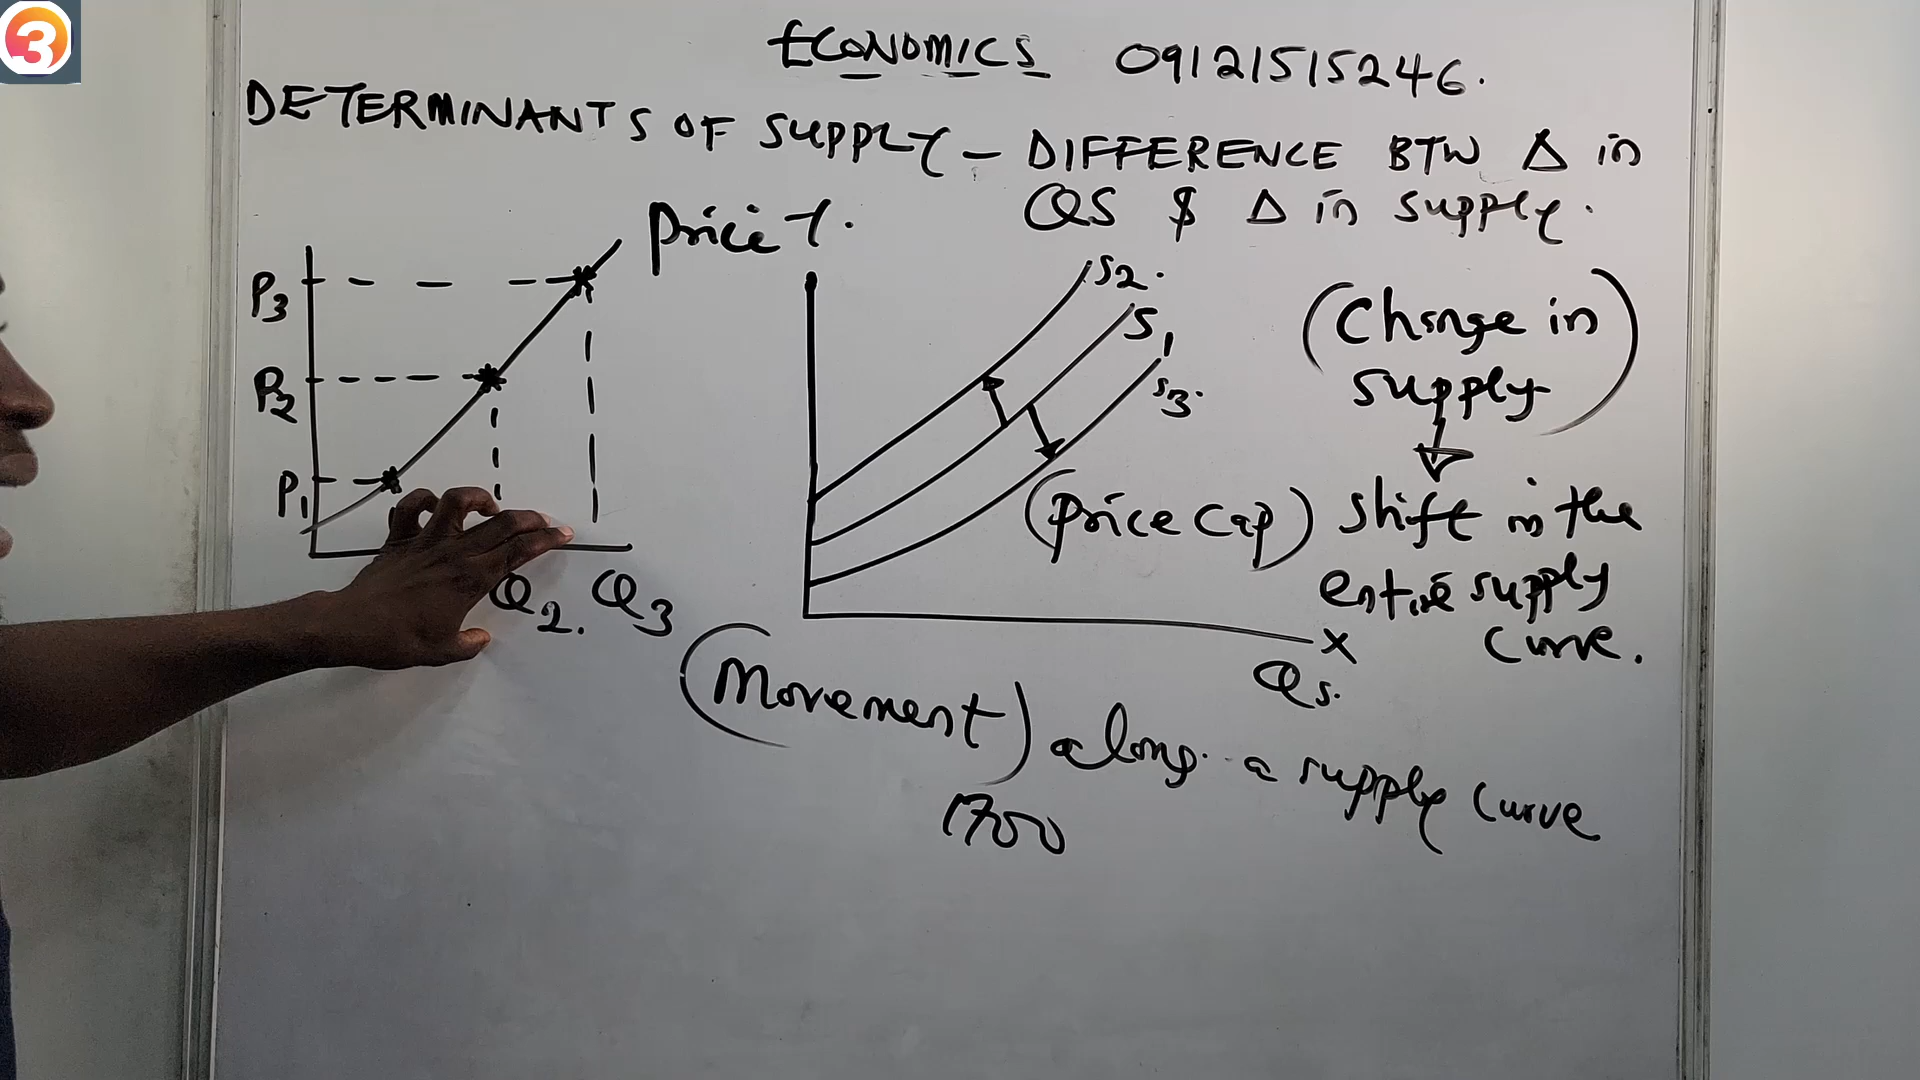 3
ECONOMICS 09121515246.
DETERMINANTS OF SUPPLY - DIFFERENCE BTW Δ in
QS $ Δ in supply.
Price Y.
P3
P2
P1
Q2. Q3
S2.
S1
S3.
(Price Cap)
X
Qs.
(Change in
supply)
Shift in the
entire supply
curve.
(Movement) along a supply curve
1700